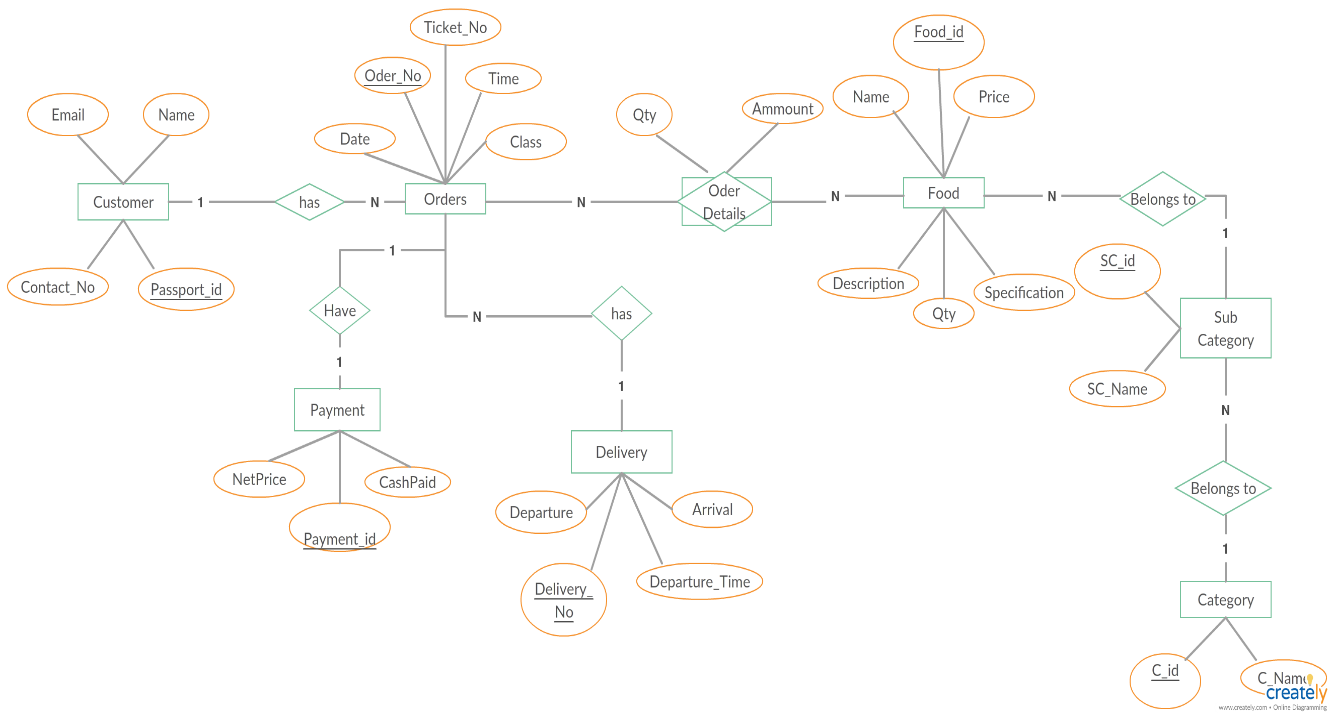 Ticket_No
Food_id
Oder_No
Time
Name
Price
Email
Name
Qty
Ammount
Date
Class
Customer
1
has
N
Orders
N
Oder
Details
N
Food
N
Belongs to
1
Contact_No
Passport_id
1
SC_id
Description
Specification
Qty
Have
N
has
Sub
Category
1
1
SC_Name
Payment
N
Delivery
NetPrice
CashPaid
Belongs to
Departure
Arrival
Payment_id
1
Delivery_
No
Departure_Time
Category
C_id
C_Name
creately
www.creately.com • Online Diagramming